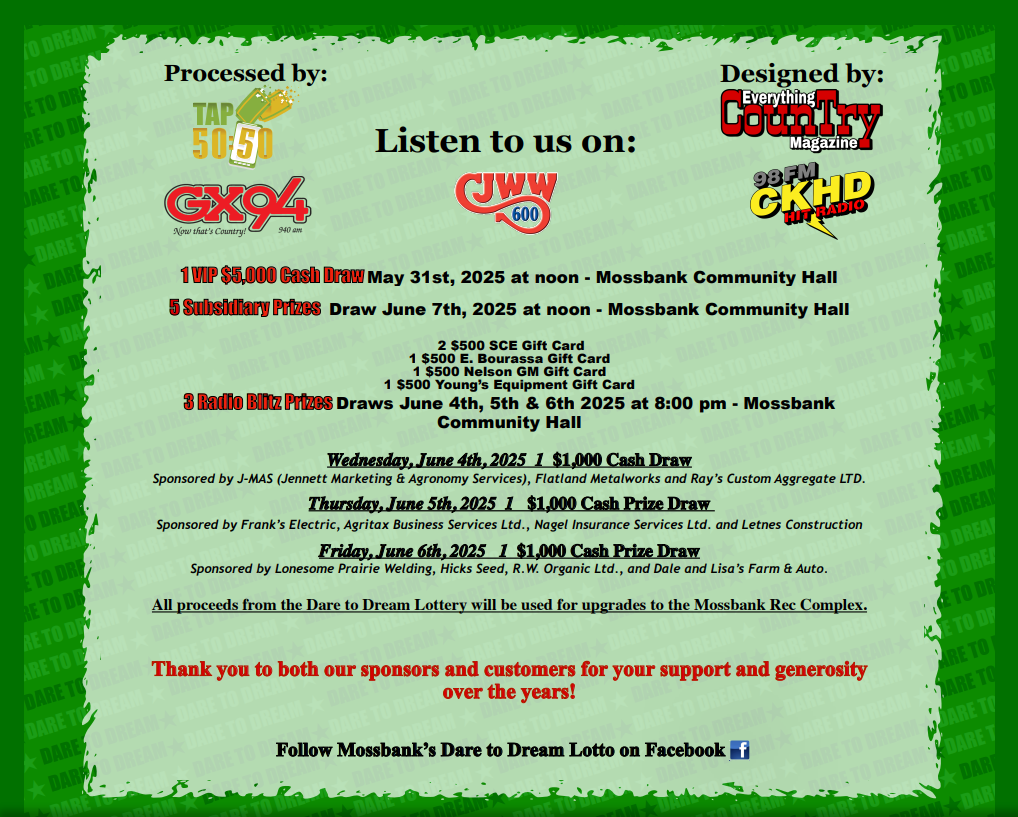 Processed by:
Designed by:
TAP
50:50
Everything
CounTry
Magazine
Listen to us on:
GX94
Now that's Country! 940 am
CJWW
600
98 FM
CKHD
HIT RADIO
1 VIP $5,000 Cash Draw May 31st, 2025 at noon - Mossbank Community Hall
5 Subsidiary Prizes Draw June 7th, 2025 at noon - Mossbank Community Hall
2 $500 SCE Gift Card
1 $500 E. Bourassa Gift Card
1 $500 Nelson GM Gift Card
1 $500 Young's Equipment Gift Card
3 Radio Blitz Prizes Draws June 4th, 5th & 6th 2025 at 8:00 pm - Mossbank
Community Hall
Wednesday, June 4th, 2025 1 $1,000 Cash Draw
Sponsored by J-MAS (Jennett Marketing & Agronomy Services), Flatland Metalworks and Ray's Custom Aggregate LTD.
Thursday, June 5th, 2025 1 $1,000 Cash Prize Draw
Sponsored by Frank's Electric, Agritax Business Services Ltd., Nagel Insurance Services Ltd. and Letnes Construction
Friday, June 6th, 2025 1 $1,000 Cash Prize Draw
Sponsored by Lonesome Prairie Welding, Hicks Seed, R.W. Organic Ltd., and Dale and Lisa's Farm & Auto.
All proceeds from the Dare to Dream Lottery will be used for upgrades to the Mossbank Rec Complex.
Thank you to both our sponsors and customers for your support and generosity
over the years!
Follow Mossbank's Dare to Dream Lotto on Facebook f
DARE TO DREAM